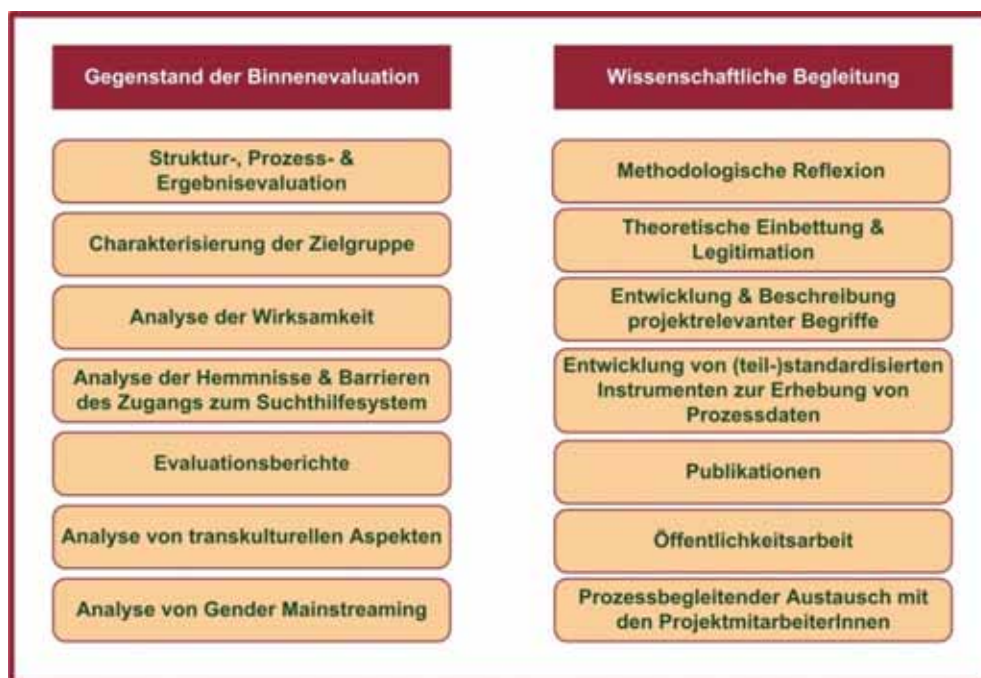 Gegenstand der Binnenevaluation
Struktur-, Prozess- &
Ergebnisevaluation
Charakterisierung der Zielgruppe
Analyse der Wirksamkeit
Analyse der Hemmnisse & Barrieren
des Zugangs zum Suchthilfesystem
Evaluationsberichte
Analyse von transkulturellen Aspekten
Analyse von Gender Mainstreaming
Wissenschaftliche Begleitung
Methodologische Reflexion
Theoretische Einbettung &
Legitimation
Entwicklung & Beschreibung
projektrelevanter Begriffe
Entwicklung von (teil-)standardisierten
Instrumenten zur Erhebung von
Prozessdaten
Publikationen
Öffentlichkeitsarbeit
Prozessbegleitender Austausch mit
den ProjektmitarbeiterInnen